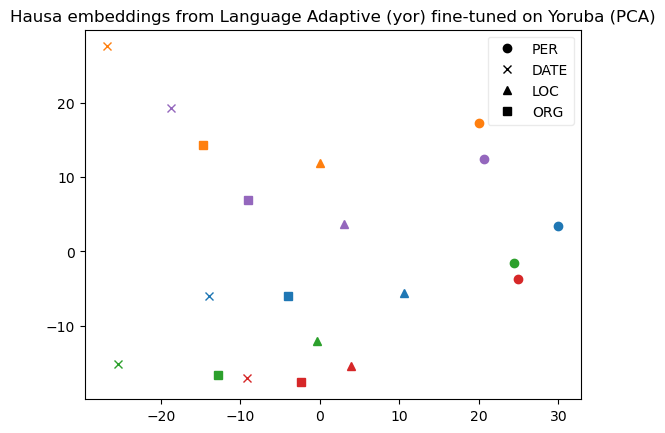 Hausa embeddings from Language Adaptive (yor) fine-tuned on Yoruba (PCA)
PER
DATE
LOC
ORG
20
10
0
−10
−20
−10
0
10
20
30